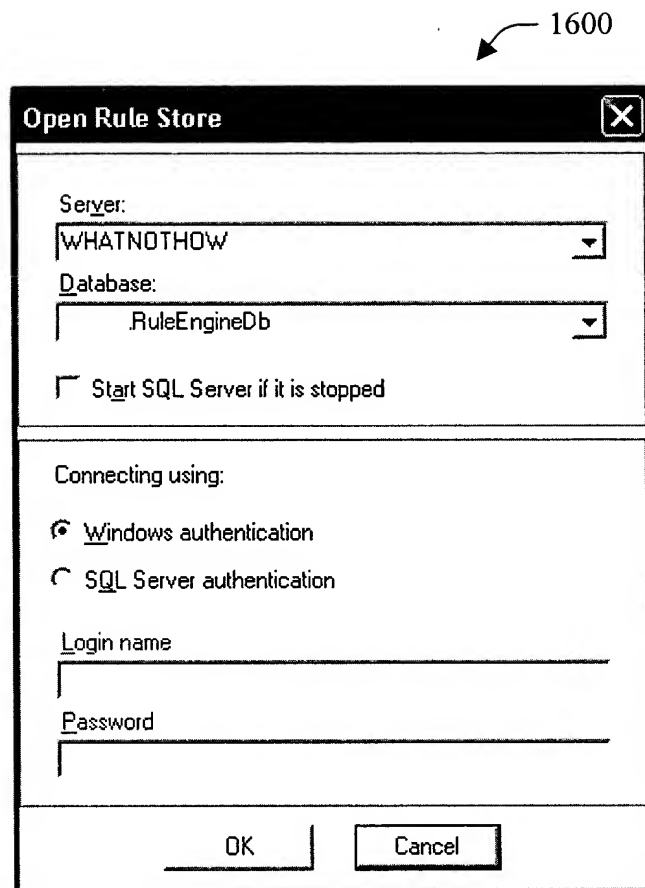 1600
Open Rule Store
Server:
WHATNOTHOW
Database:
.RuleEngineDb
Start SQL Server if it is stopped
Connecting using:
Windows authentication
SQL Server authentication
Login name
Password
OK
Cancel